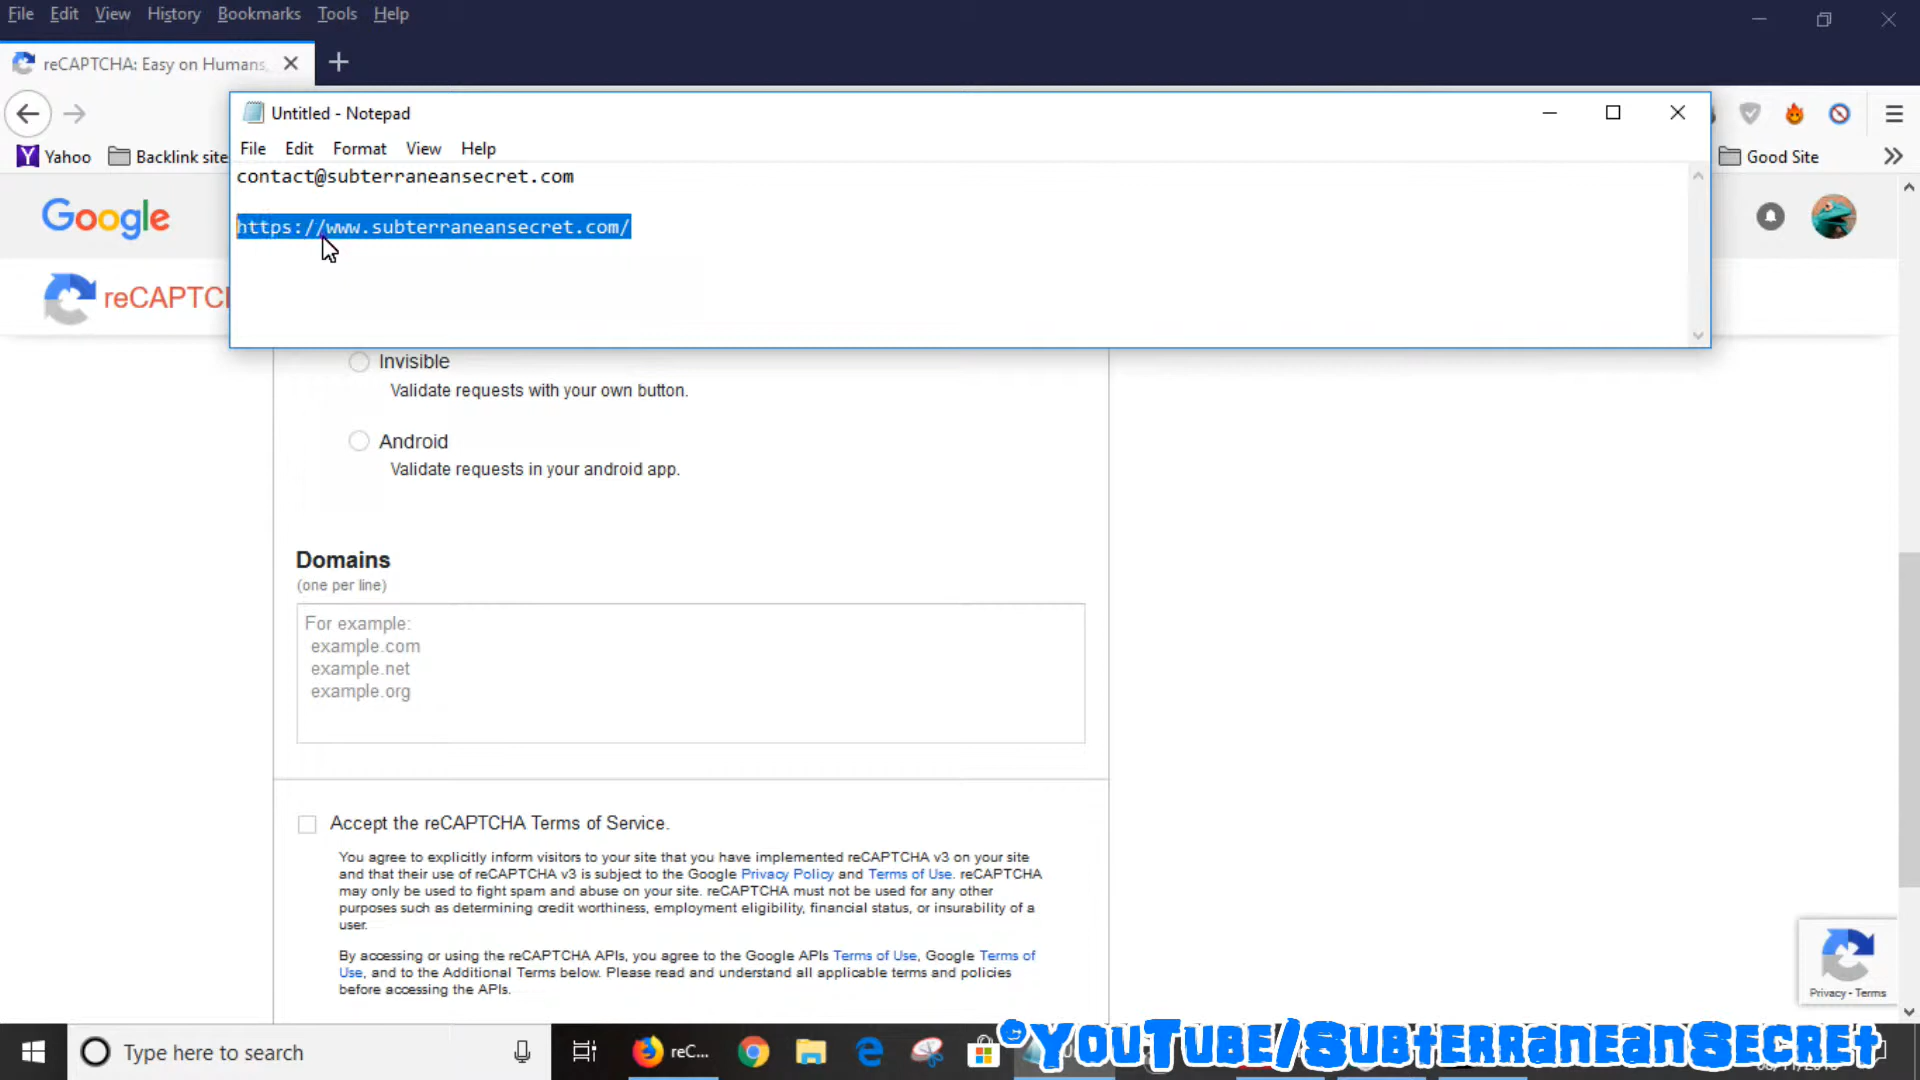 File Edit View History Bookmarks Tools Help
reCAPTCHA: Easy on Humans,
Untitled - Notepad
Yahoo Backlink site Good Site
File Edit Format View Help
contact@subterraneansecret.com
https://www.subterraneansecret.com/
Google
reCAPTCH
Invisible
Validate requests with your own button.
Android
Validate requests in your android app.
Domains
(one per line)
For example:
example.com
example.net
example.org
Accept the reCAPTCHA Terms of Service.
You agree to explicitly inform visitors to your site that you have implemented reCAPTCHA v3 on your site
and that their use of reCAPTCHA v3 is subject to the Google Privacy Policy and Terms of Use. reCAPTCHA
may only be used to fight spam and abuse on your site. reCAPTCHA must not be used for any other
purposes such as determining credit worthiness, employment eligibility, financial status, or insurability of a
user.
By accessing or using the reCAPTCHA APIs, you agree to the Google APIs Terms of Use, Google Terms of
Use, and to the Additional Terms below. Please read and understand all applicable terms and policies
before accessing the APIs.
Privacy - Terms
Type here to search
reC...
©YouTube/SubterraneanSecret